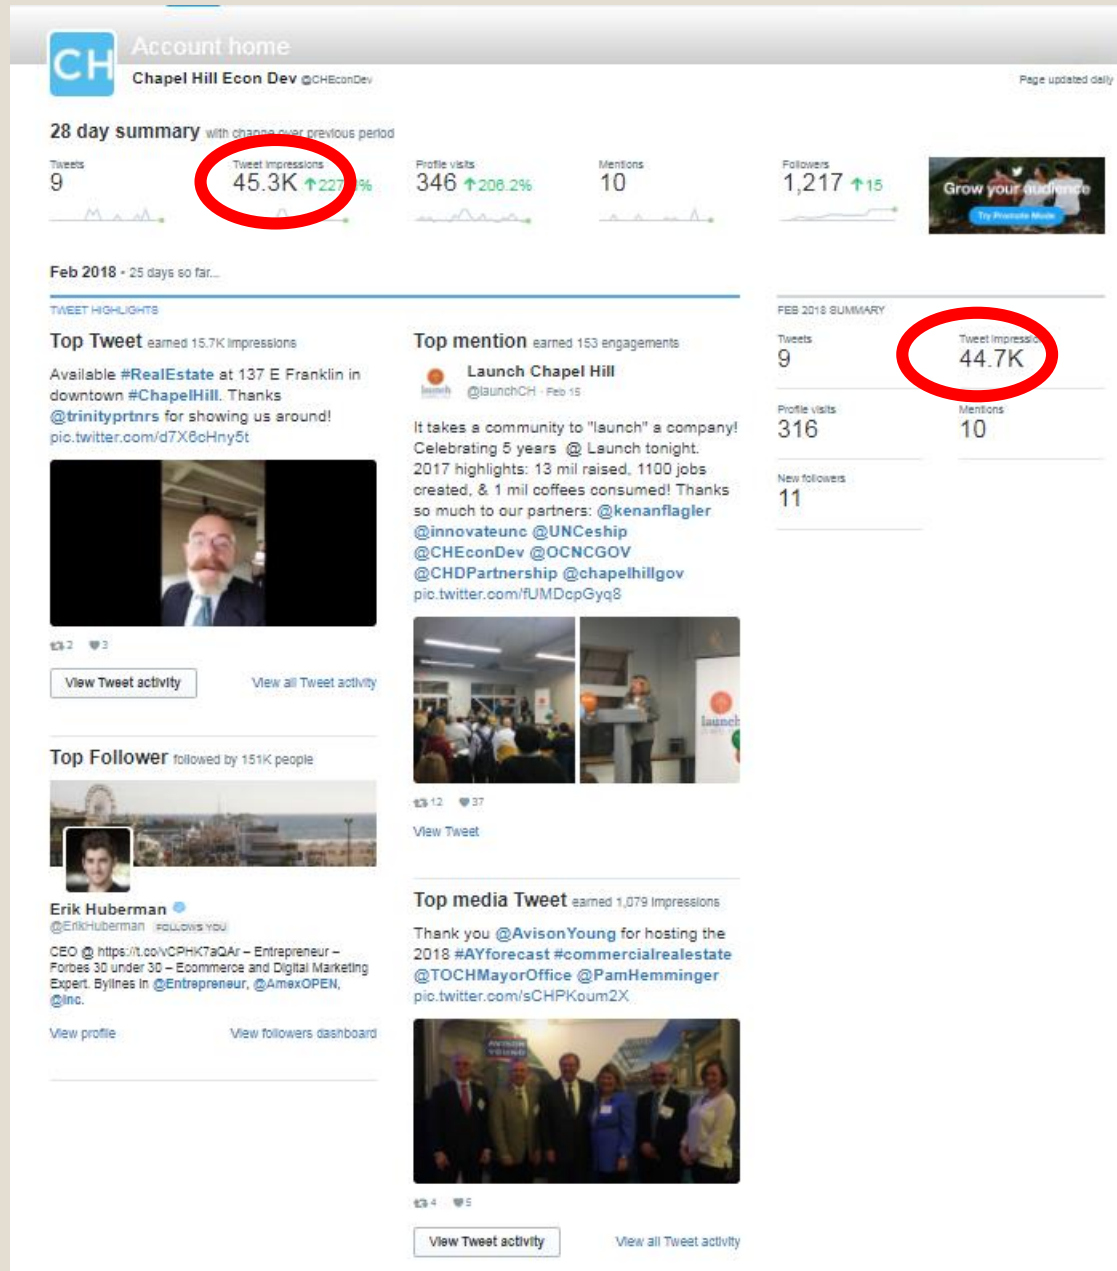 CH
Account home
Chapel Hill Econ Dev @CHEconDev
Page updated daily
28 day summary with change over previous period
Tweets
9
Tweet impressions
45.3K ↑227 %
Profile visits
346 ↑206.2%
Mentions
10
Followers
1,217 ↑15
Grow your audience
Try Promote Mode
Feb 2018 • 25 days so far...
TWEET HIGHLIGHTS
Top Tweet earned 15.7K impressions
Available #RealEstate at 137 E Franklin in
downtown #ChapelHill. Thanks
@trinityprtnrs for showing us around!
pic.twitter.com/d7X6cHny5t
2 3
View Tweet activity
View all Tweet activity
Top Follower followed by 151K people
Erik Huberman
@ErikHuberman FOLLOWS YOU
CEO @ https://t.co/vCPHK7aQAr – Entrepreneur –
Forbes 30 under 30 – Ecommerce and Digital Marketing
Expert. Bylines in @Entrepreneur, @AmexOPEN,
@Inc.
View profile
View followers dashboard
Top mention earned 153 engagements
launch
Launch Chapel Hill
@launchCH · Feb 15
It takes a community to "launch" a company!
Celebrating 5 years @ Launch tonight.
2017 highlights: 13 mil raised, 1100 jobs
created, & 1 mil coffees consumed! Thanks
so much to our partners: @kenanflagler
@innovateunc @UNCeship
@CHEconDev @OCNCGOV
@CHDPartnership @chapelhillgov
pic.twitter.com/fUMDcpGyq8
launch
12 37
View Tweet
Top media Tweet earned 1,079 impressions
Thank you @AvisonYoung for hosting the
2018 #AYforecast #commercialrealestate
@TOCHMayorOffice @PamHemminger
pic.twitter.com/sCHPKoum2X
AVISON
YOUNG
4 5
View Tweet activity
View all Tweet activity
FEB 2018 SUMMARY
Tweets
9
Tweet impressio
44.7K
Profile visits
316
Mentions
10
New followers
11